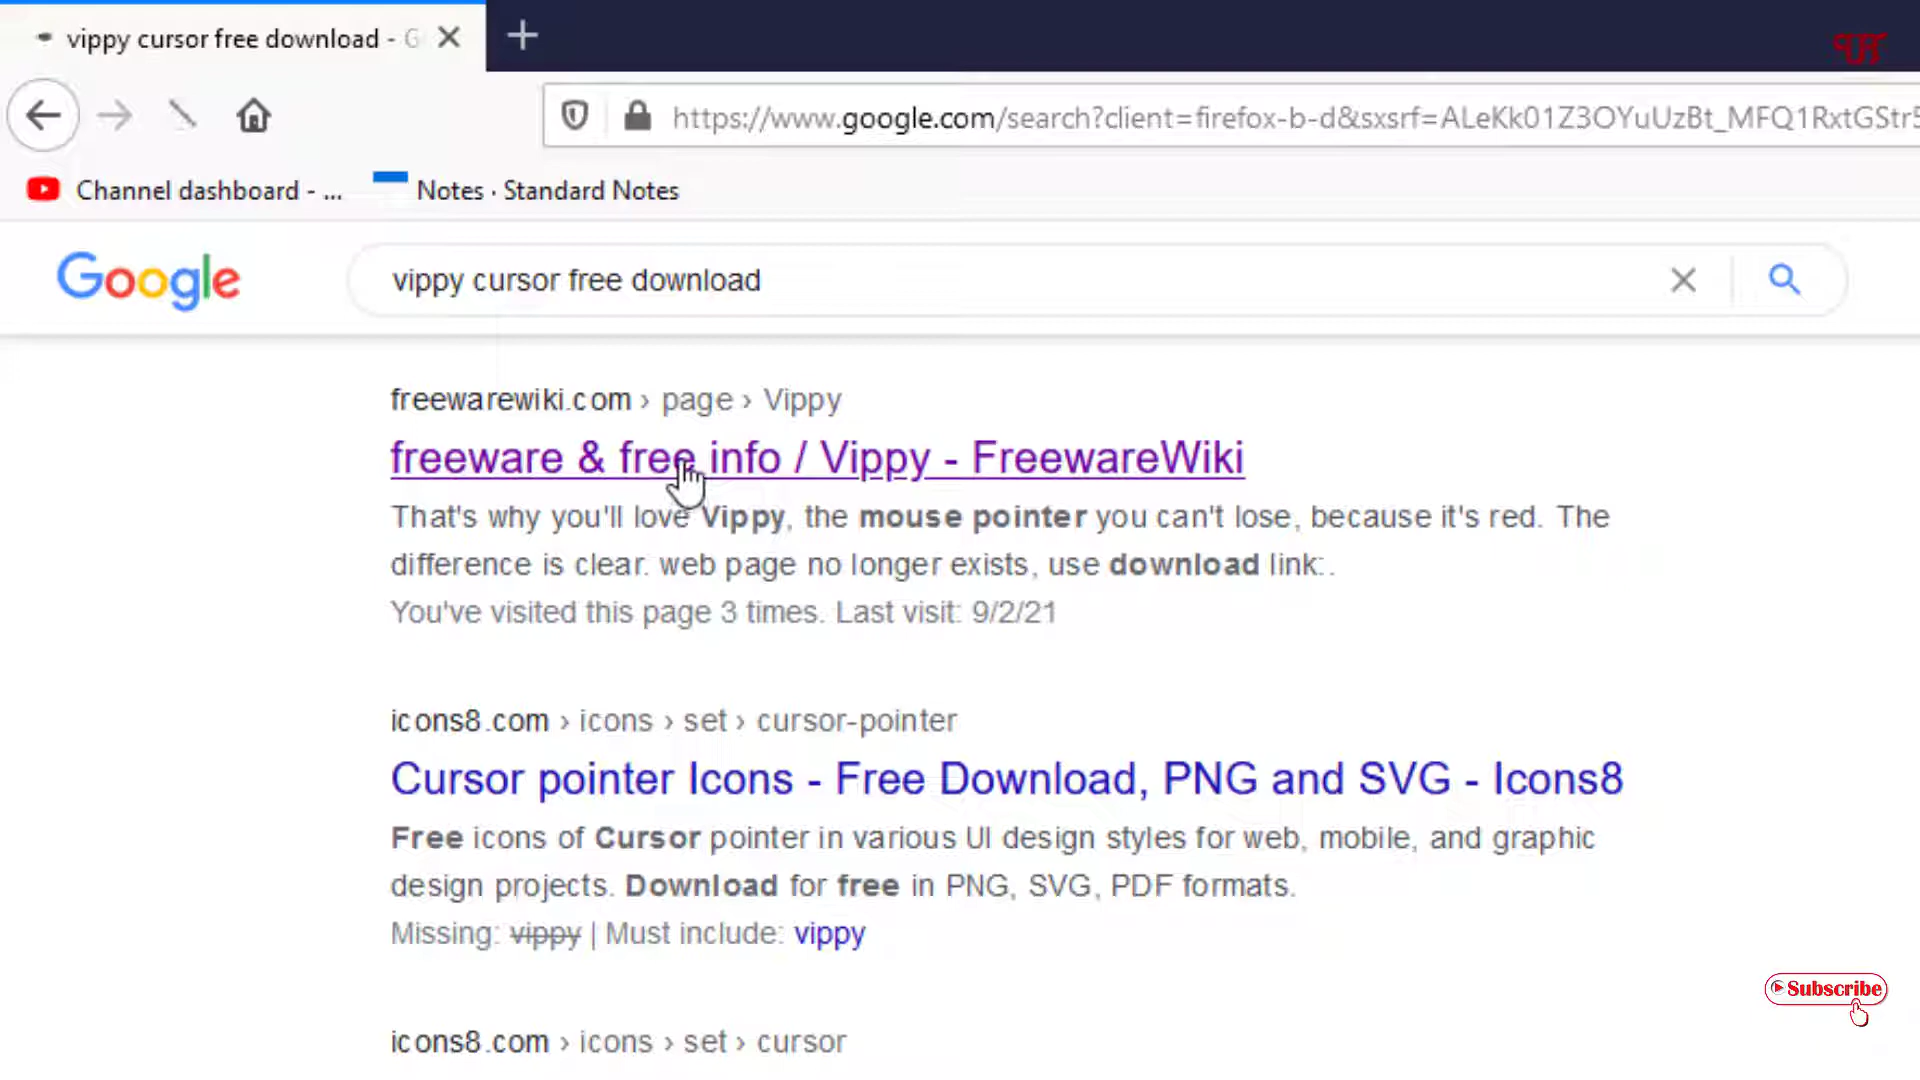 vippy cursor free download - G
UT
https://www.google.com/search?client=firefox-b-d&sxsrf=ALeKk01Z3OYuUzBt_MFQ1RxtGStr5
Channel dashboard - ...
Notes · Standard Notes
Google
vippy cursor free download
freewarewiki.com › page › Vippy
freeware & free info / Vippy - FreewareWiki
That's why you'll love Vippy, the mouse pointer you can't lose, because it's red. The
difference is clear. web page no longer exists, use download link:.
You've visited this page 3 times. Last visit: 9/2/21
icons8.com › icons › set › cursor-pointer
Cursor pointer Icons - Free Download, PNG and SVG - Icons8
Free icons of Cursor pointer in various UI design styles for web, mobile, and graphic
design projects. Download for free in PNG, SVG, PDF formats.
Missing: vippy | Must include: vippy
Subscribe
icons8.com › icons › set › cursor